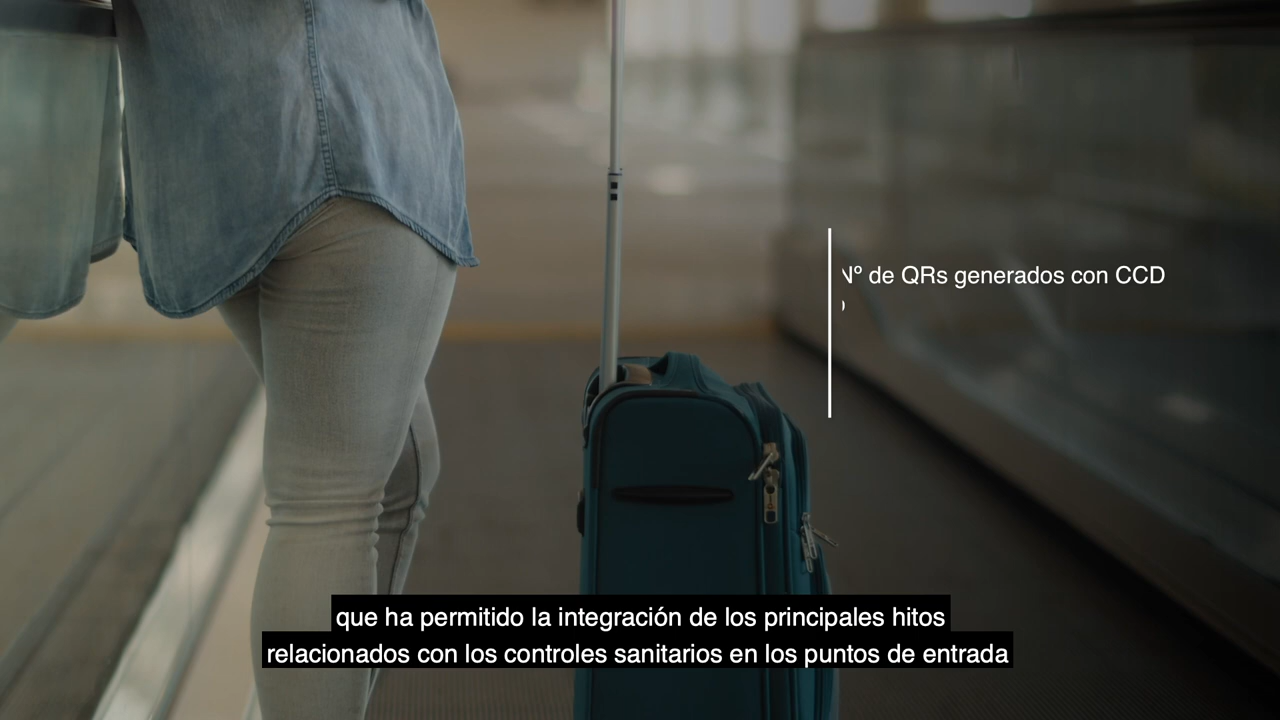 Nº de QRs generados con CCD
que ha permitido la integración de los principales hitos
relacionados con los controles sanitarios en los puntos de entrada